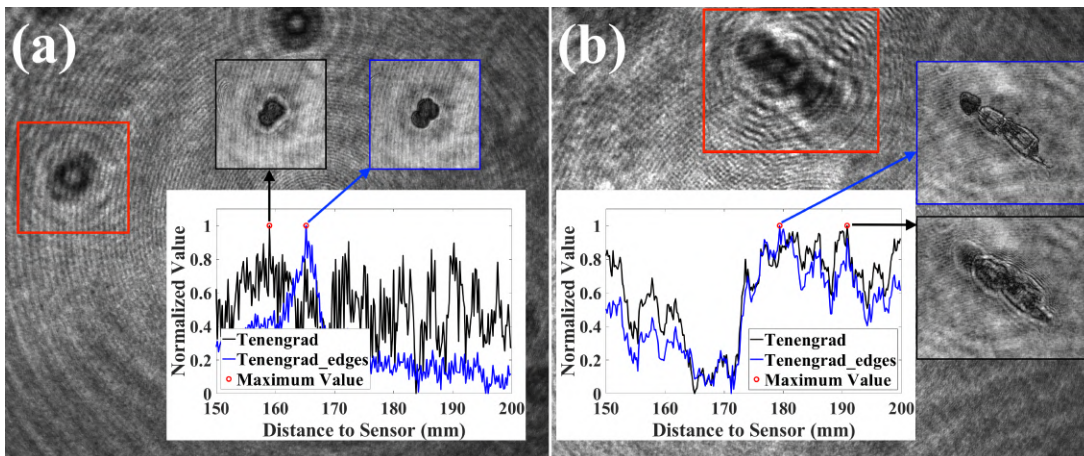 (a)
Normalized Value
1
0.8
0.6
0.4
0.2
0
Tenengrad
Tenengrad_edges
Maximum Value
150 160 170 180 190 200
Distance to Sensor (mm)
(b)
Normalized Value
1
0.8
0.6
0.4
0.2
0
Tenengrad
Tenengrad_edges
Maximum Value
150 160 170 180 190 200
Distance to Sensor (mm)